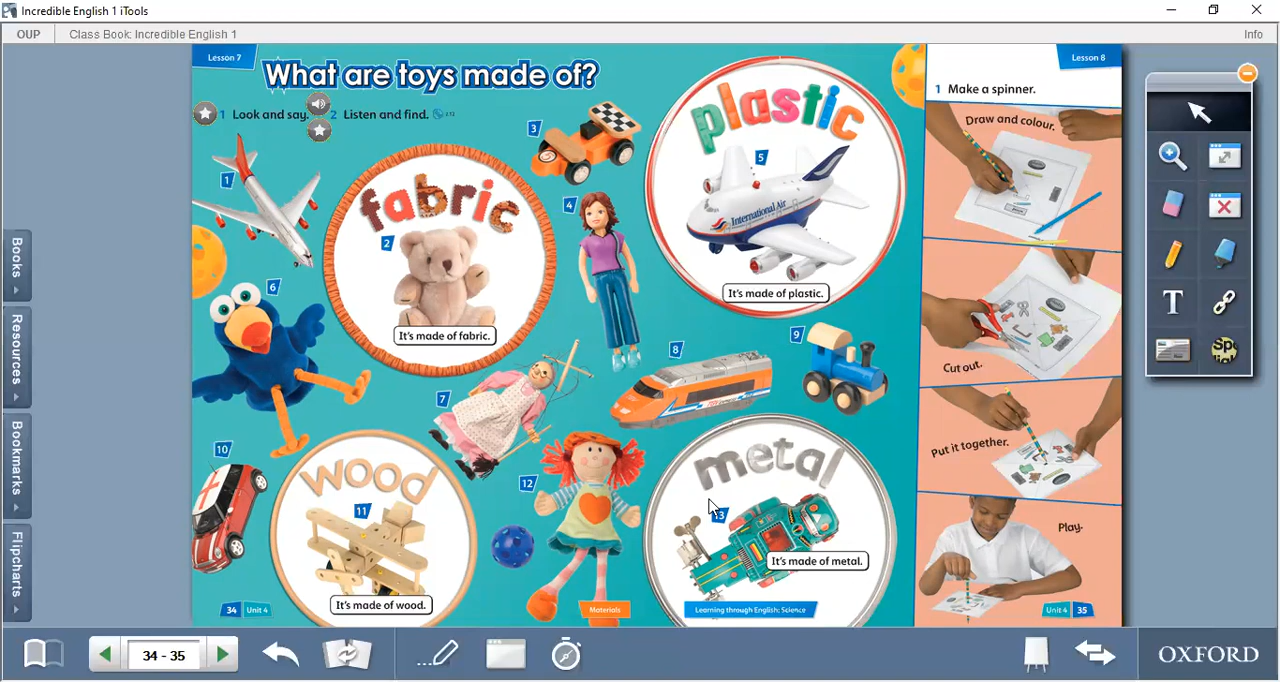 Incredible English 1 iTools
OUP
Class Book: Incredible English 1
Info
Lesson 7
What are toys made of?
1 Look and say.
2 Listen and find. 2.12
1
fabric
2
It's made of fabric.
3
4
plastic
5
International Air
It's made of plastic.
6
7
8
9
10
wood
11
It's made of wood.
12
metal
13
It's made of metal.
34 Unit 4
Materials
Learning through English: Science
Lesson 8
1 Make a spinner.
Draw and colour.
Cut out.
Put it together.
Play.
Unit 4 35
Books
Resources
Bookmarks
Flipcharts
T
34 - 35
OXFORD